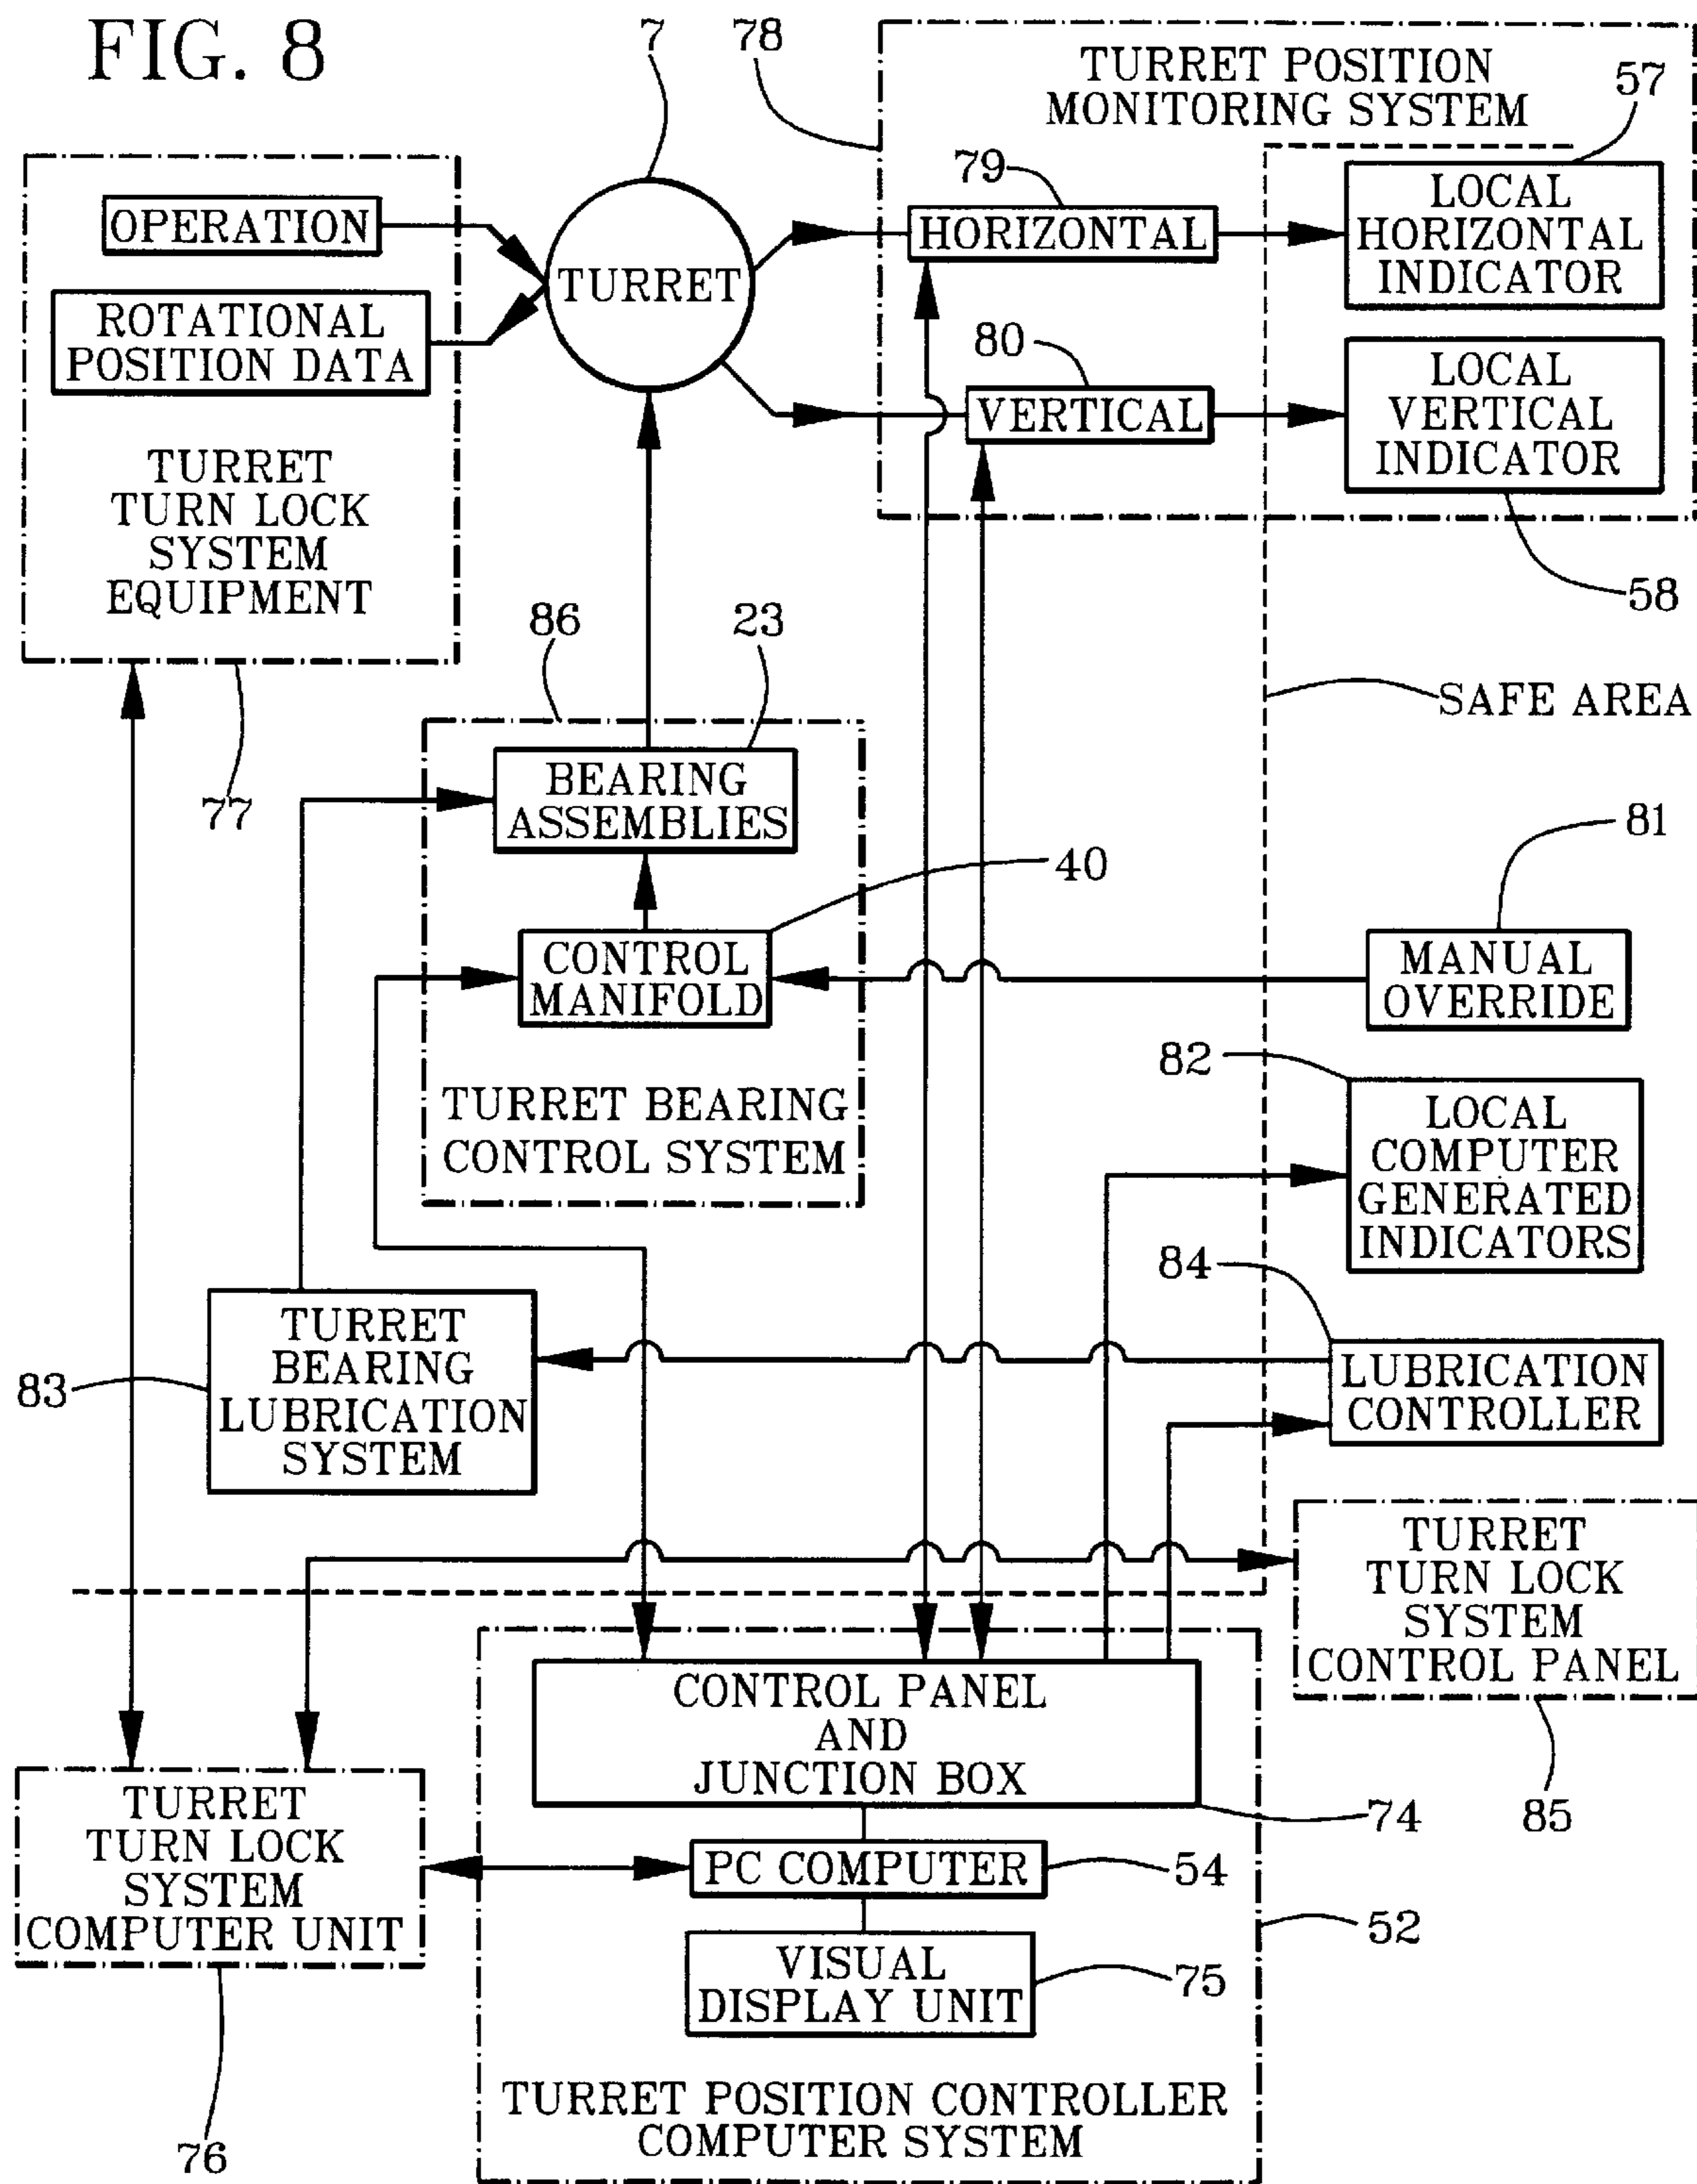 FIG. 8
7
78
TURRET POSITION
MONITORING SYSTEM
57
79
OPERATION
HORIZONTAL
LOCAL
HORIZONTAL
INDICATOR
TURRET
ROTATIONAL
POSITION DATA
80
VERTICAL
LOCAL
VERTICAL
INDICATOR
TURRET
TURN LOCK
SYSTEM
EQUIPMENT
58
86
23
SAFE AREA
77
BEARING
ASSEMBLIES
81
40
CONTROL
MANIFOLD
MANUAL
OVERRIDE
82
TURRET BEARING
CONTROL SYSTEM
LOCAL
COMPUTER
GENERATED
INDICATORS
84
TURRET
BEARING
LUBRICATION
SYSTEM
83
LUBRICATION
CONTROLLER
TURRET
TURN LOCK
SYSTEM
CONTROL PANEL
85
CONTROL PANEL
AND
JUNCTION BOX
74
TURRET
TURN LOCK
SYSTEM
COMPUTER UNIT
76
PC COMPUTER
54
52
VISUAL
DISPLAY UNIT
75
TURRET POSITION CONTROLLER
COMPUTER SYSTEM